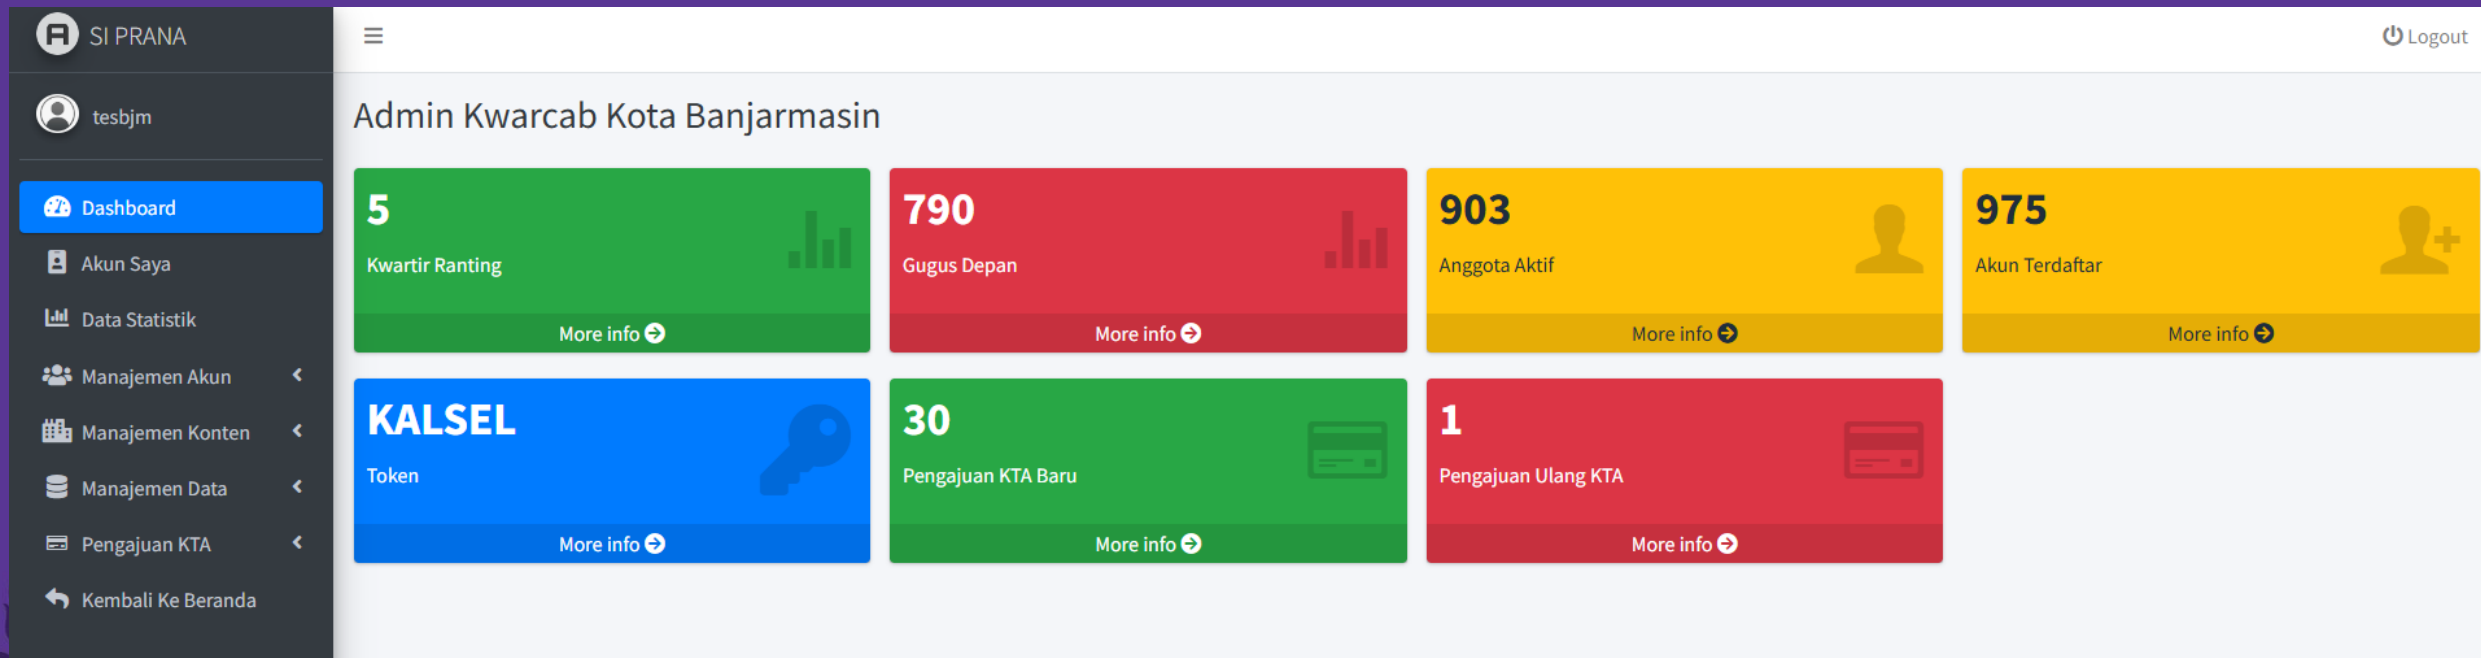 SI PRANA
Logout
tesbjm
Dashboard
Akun Saya
Data Statistik
Manajemen Akun
Manajemen Konten
Manajemen Data
Pengajuan KTA
Kembali Ke Beranda
Admin Kwarcab Kota Banjarmasin
5
Kwartir Ranting
More info
790
Gugus Depan
More info
903
Anggota Aktif
More info
975
Akun Terdaftar
More info
KALSEL
Token
More info
30
Pengajuan KTA Baru
More info
1
Pengajuan Ulang KTA
More info